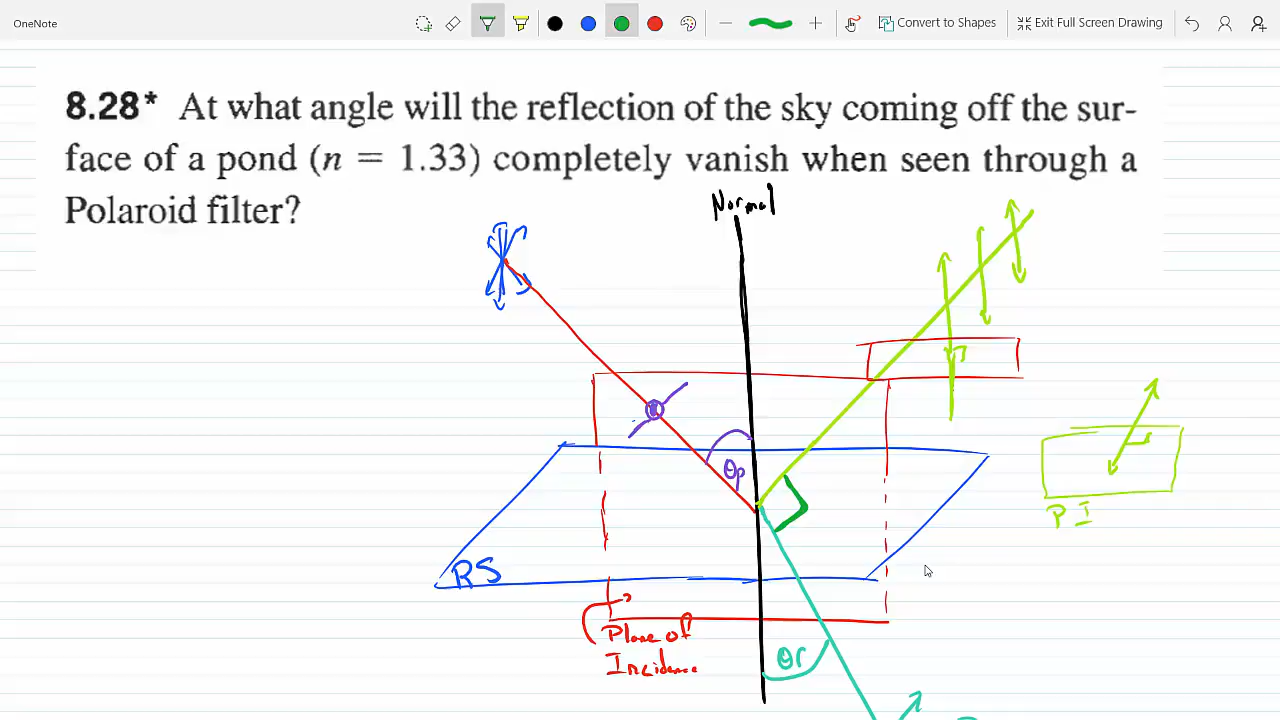 OneNote
Convert to Shapes
Exit Full Screen Drawing
8.28* At what angle will the reflection of the sky coming off the sur-
face of a pond (n = 1.33) completely vanish when seen through a
Polaroid filter?
Normal
θp
PI
RS
Plane of
Incidence
θr